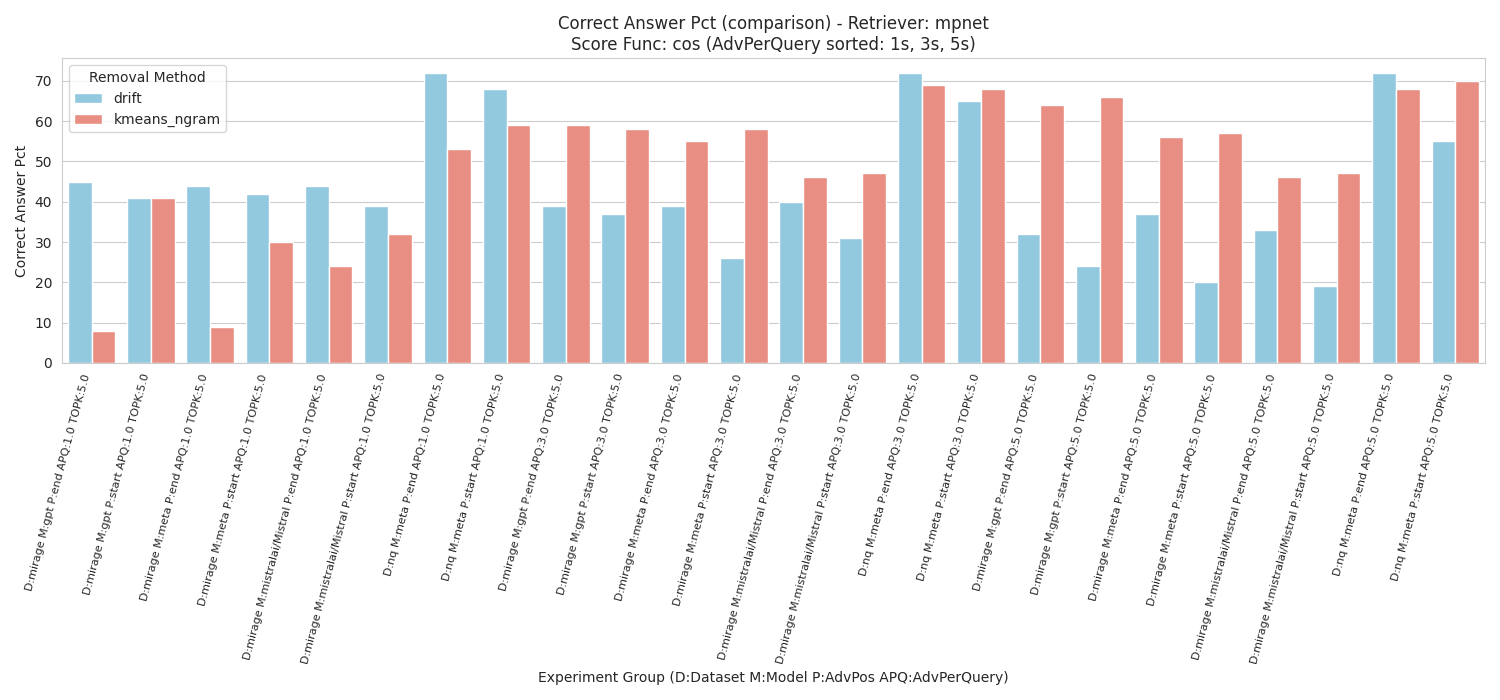 Correct Answer Pct (comparison) - Retriever: mpnet
Score Func: cos (AdvPerQuery sorted: 1s, 3s, 5s)
Removal Method
drift
kmeans_ngram
Correct Answer Pct
70
60
50
40
30
20
10
0
D:mirage M:gpt P:end APQ:1.0 TOPK:5.0
D:mirage M:gpt P:start APQ:1.0 TOPK:5.0
D:mirage M:meta P:end APQ:1.0 TOPK:5.0
D:mirage M:meta P:start APQ:1.0 TOPK:5.0
D:mirage M:mistralai/Mistral P:end APQ:1.0 TOPK:5.0
D:mirage M:mistralai/Mistral P:start APQ:1.0 TOPK:5.0
D:nq M:meta P:end APQ:1.0 TOPK:5.0
D:nq M:meta P:start APQ:1.0 TOPK:5.0
D:mirage M:gpt P:end APQ:3.0 TOPK:5.0
D:mirage M:gpt P:start APQ:3.0 TOPK:5.0
D:mirage M:meta P:end APQ:3.0 TOPK:5.0
D:mirage M:meta P:start APQ:3.0 TOPK:5.0
D:mirage M:mistralai/Mistral P:end APQ:3.0 TOPK:5.0
D:mirage M:mistralai/Mistral P:start APQ:3.0 TOPK:5.0
D:nq M:meta P:end APQ:3.0 TOPK:5.0
D:nq M:meta P:start APQ:3.0 TOPK:5.0
D:mirage M:gpt P:end APQ:5.0 TOPK:5.0
D:mirage M:gpt P:start APQ:5.0 TOPK:5.0
D:mirage M:meta P:end APQ:5.0 TOPK:5.0
D:mirage M:meta P:start APQ:5.0 TOPK:5.0
D:mirage M:mistralai/Mistral P:end APQ:5.0 TOPK:5.0
D:mirage M:mistralai/Mistral P:start APQ:5.0 TOPK:5.0
D:nq M:meta P:end APQ:5.0 TOPK:5.0
D:nq M:meta P:start APQ:5.0 TOPK:5.0
Experiment Group (D:Dataset M:Model P:AdvPos APQ:AdvPerQuery)